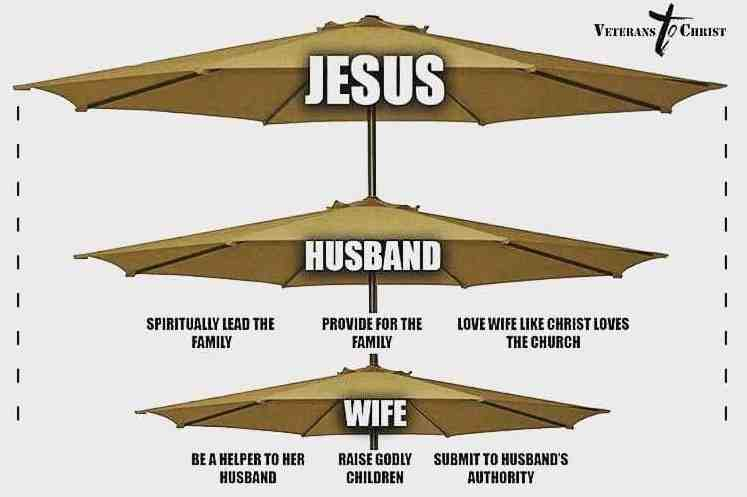 VETERANS to CHRIST
JESUS
HUSBAND
SPIRITUALLY LEAD THE
FAMILY
PROVIDE FOR THE
FAMILY
LOVE WIFE LIKE CHRIST LOVES
THE CHURCH
WIFE
BE A HELPER TO HER
HUSBAND
RAISE GODLY
CHILDREN
SUBMIT TO HUSBAND'S
AUTHORITY